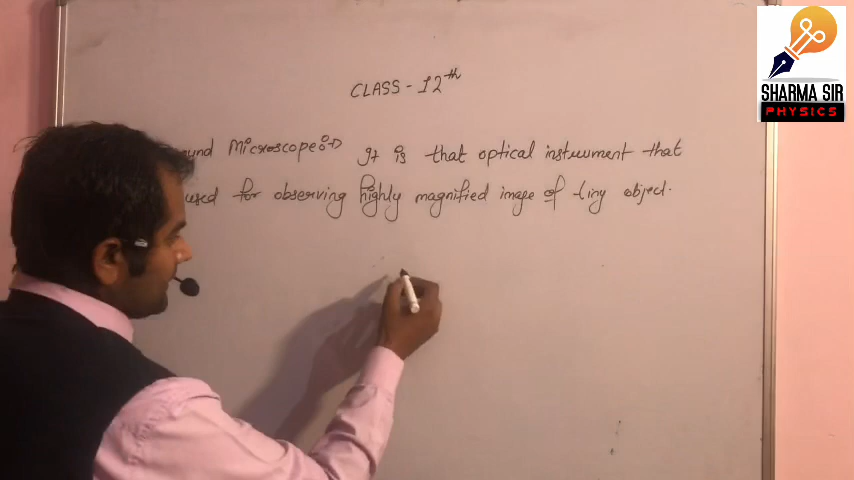 CLASS - 12th
Microscope :→ It is that optical instrument that
used for observing highly magnified image of tiny object.
SHARMA SIR
PHYSICS